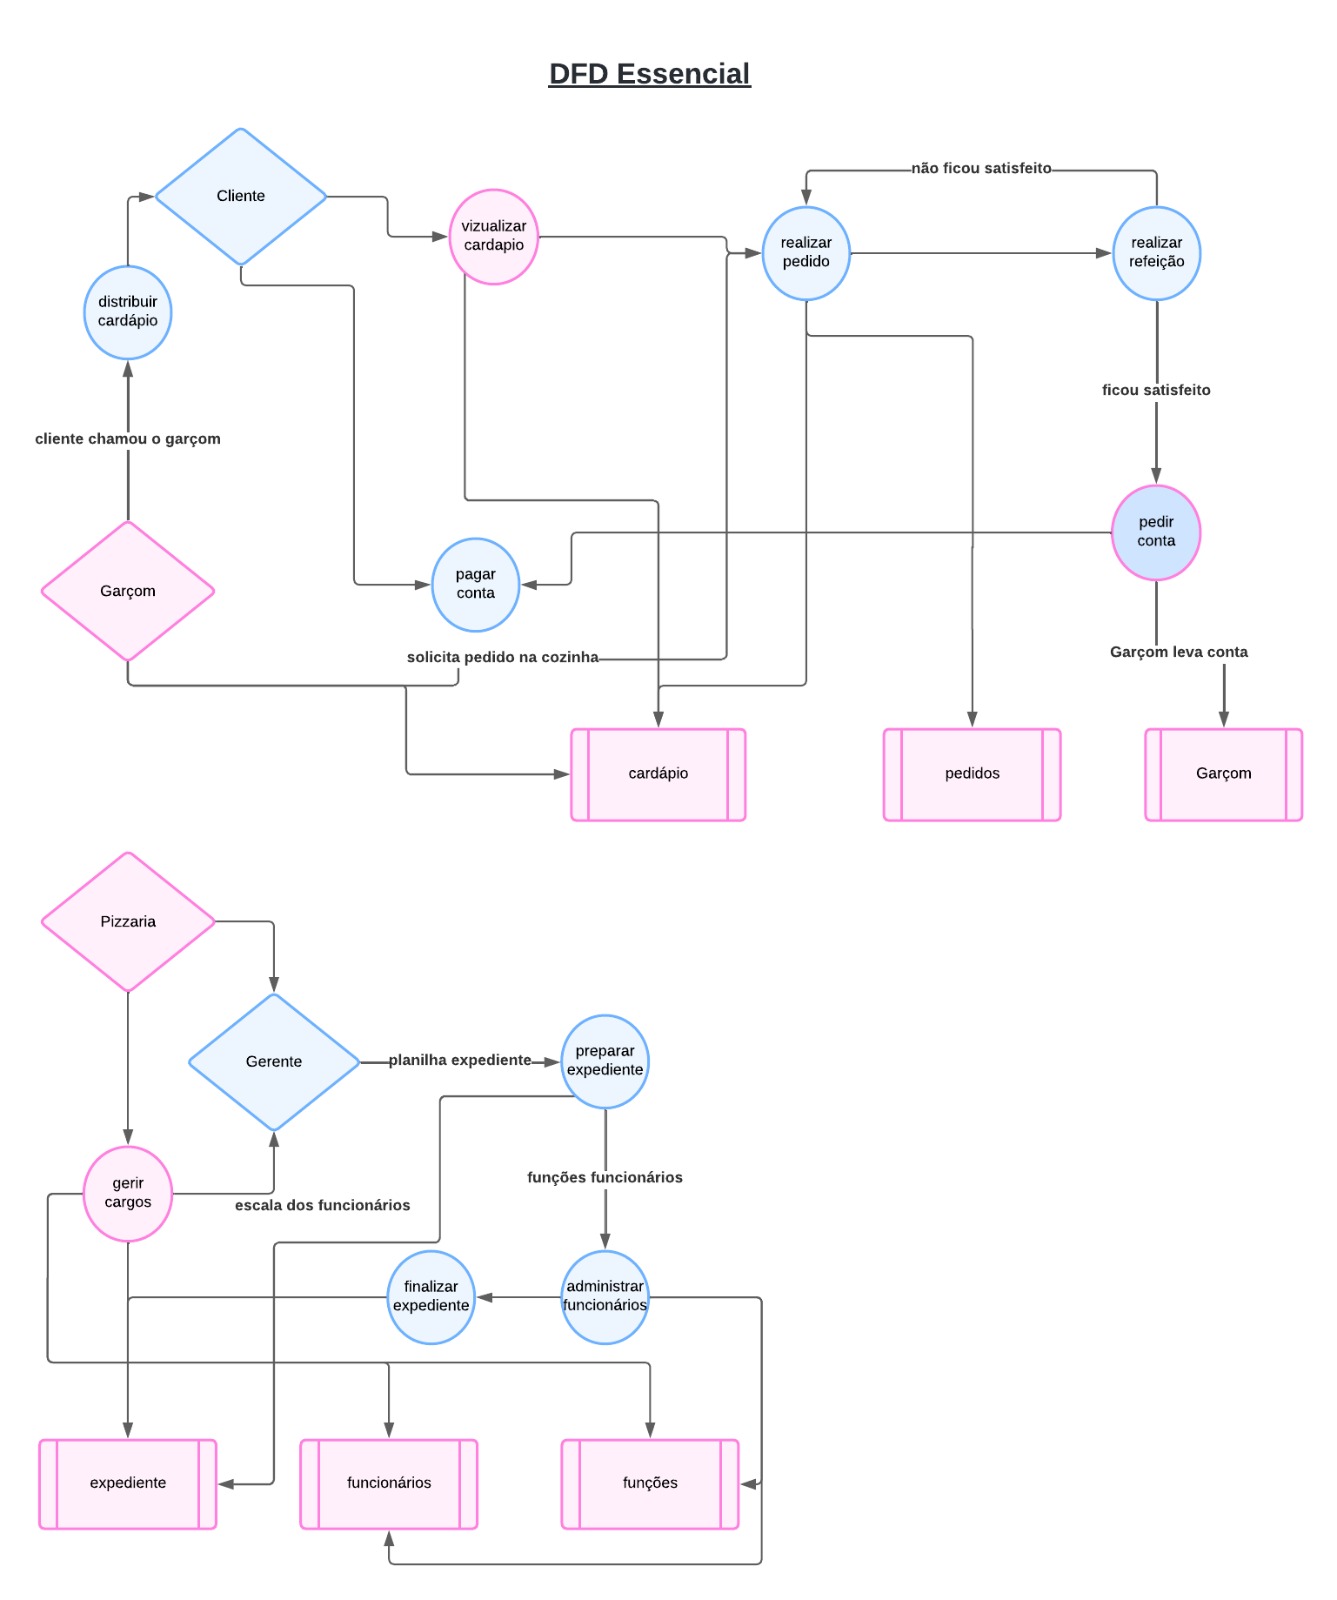 DFD Essencial
não ficou satisfeito
Cliente
vizualizar
cardapio
realizar
pedido
realizar
refeição
distribuir
cardápio
ficou satisfeito
cliente chamou o garçom
pedir
conta
Garçom
pagar
conta
solicita pedido na cozinha
Garçom leva conta
cardápio
pedidos
Garçom
Pizzaria
Gerente
planilha expediente
preparar
expediente
funções funcionários
gerir
cargos
escala dos funcionários
finalizar
expediente
administrar
funcionários
expediente
funcionários
funções